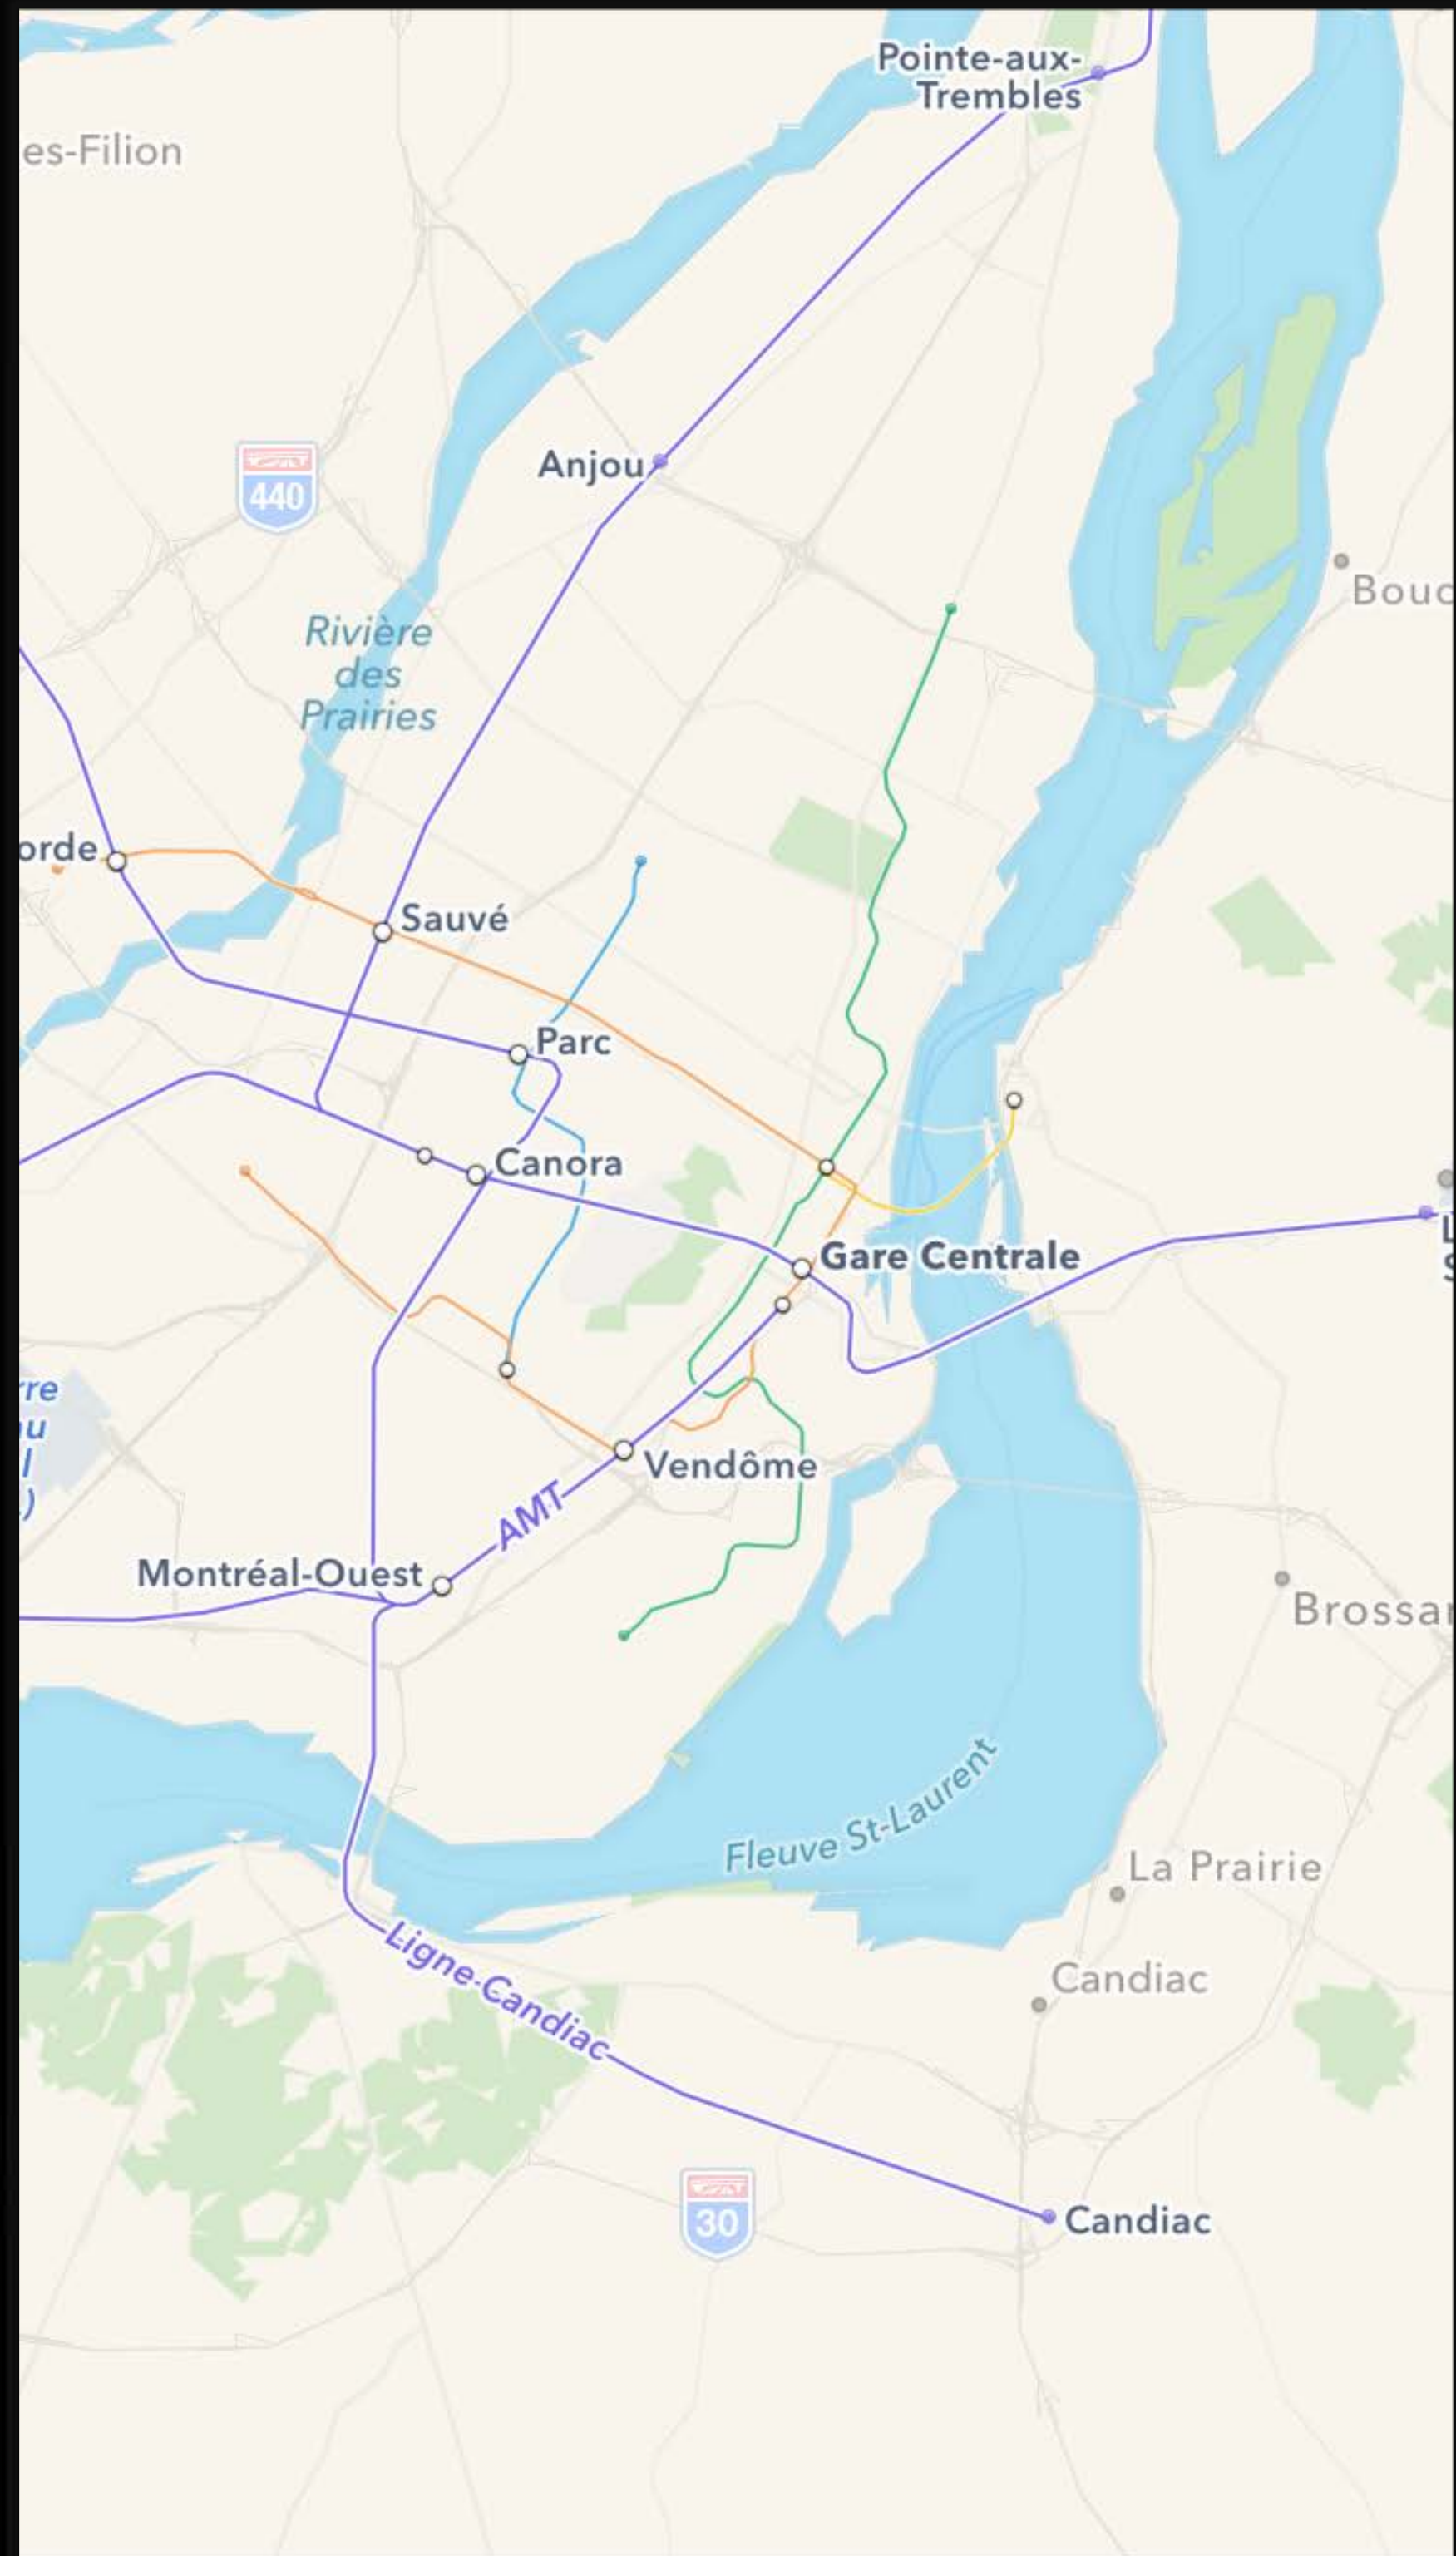 Pointe-aux-
Trembles
es-Filion
Anjou
440
Bouc
Rivière
des
Prairies
orde
Sauvé
Parc
Canora
Gare Centrale
L
S
re
u
l
)
Vendôme
AMT
Montréal-Ouest
Brossar
Fleuve St-Laurent
La Prairie
Ligne-Candiac
Candiac
30
Candiac